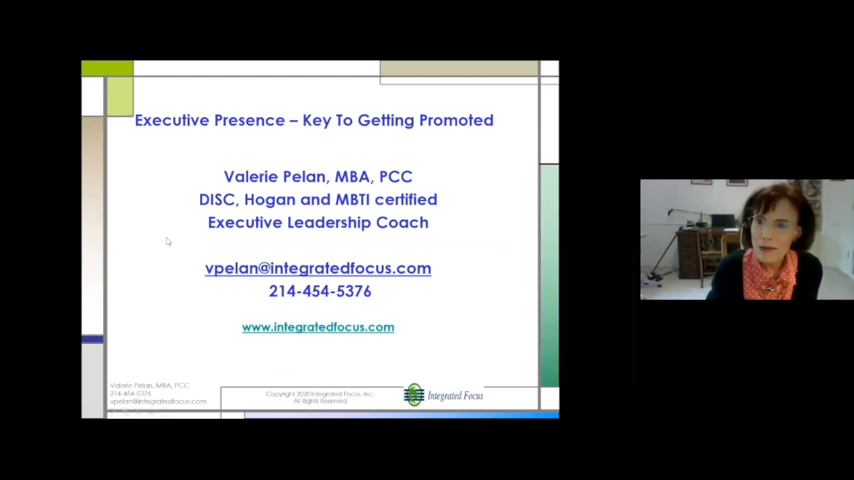 Executive Presence – Key To Getting Promoted
Valerie Pelan, MBA, PCC
DISC, Hogan and MBTI certified
Executive Leadership Coach
vpelan@integratedfocus.com
214-454-5376
www.integratedfocus.com
Valerie Pelan, MBA, PCC
214-454-5376
vpelan@integratedfocus.com
Copyright 2020 Integrated Focus, Inc.
All Rights Reserved
Integrated Focus